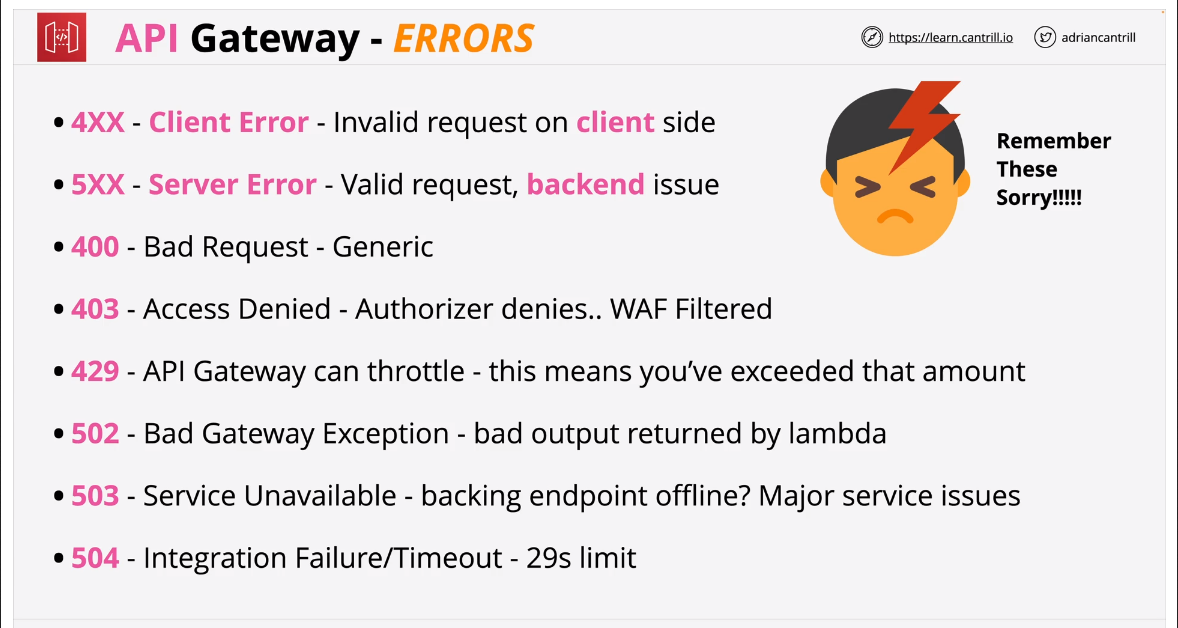 API Gateway - ERRORS
https://learn.cantrill.io
adriancantrill
• 4XX - Client Error - Invalid request on client side
• 5XX - Server Error - Valid request, backend issue
• 400 - Bad Request - Generic
• 403 - Access Denied - Authorizer denies.. WAF Filtered
• 429 - API Gateway can throttle - this means you’ve exceeded that amount
• 502 - Bad Gateway Exception - bad output returned by lambda
• 503 - Service Unavailable - backing endpoint offline? Major service issues
• 504 - Integration Failure/Timeout - 29s limit
Remember
These
Sorry!!!!!